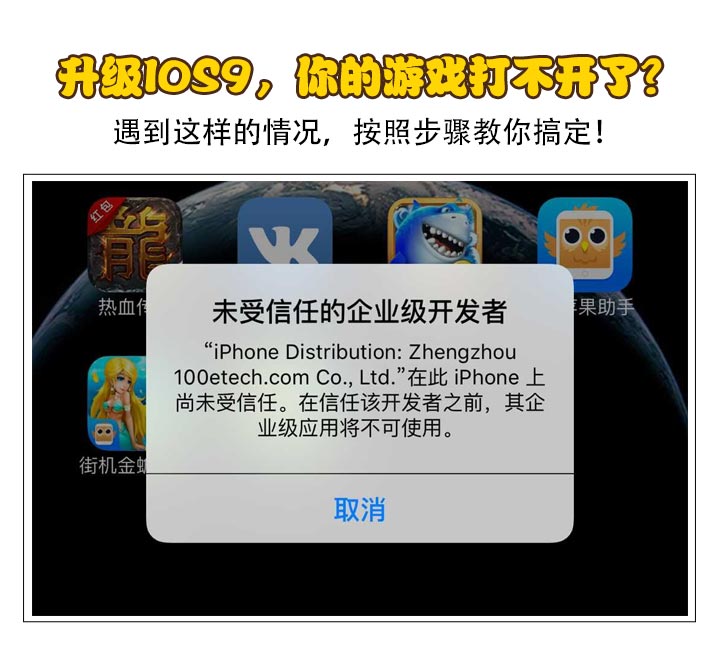 升级IOS9，你的游戏打不开了？
遇到这样的情况，按照步骤教你搞定！
红包
龍
热血传
苹果助手
未受信任的企业级开发者
“iPhone Distribution: Zhengzhou
100etech.com Co., Ltd.”在此 iPhone 上
尚未受信任。在信任该开发者之前，其企
业级应用将不可使用。
街机金蟾
取消